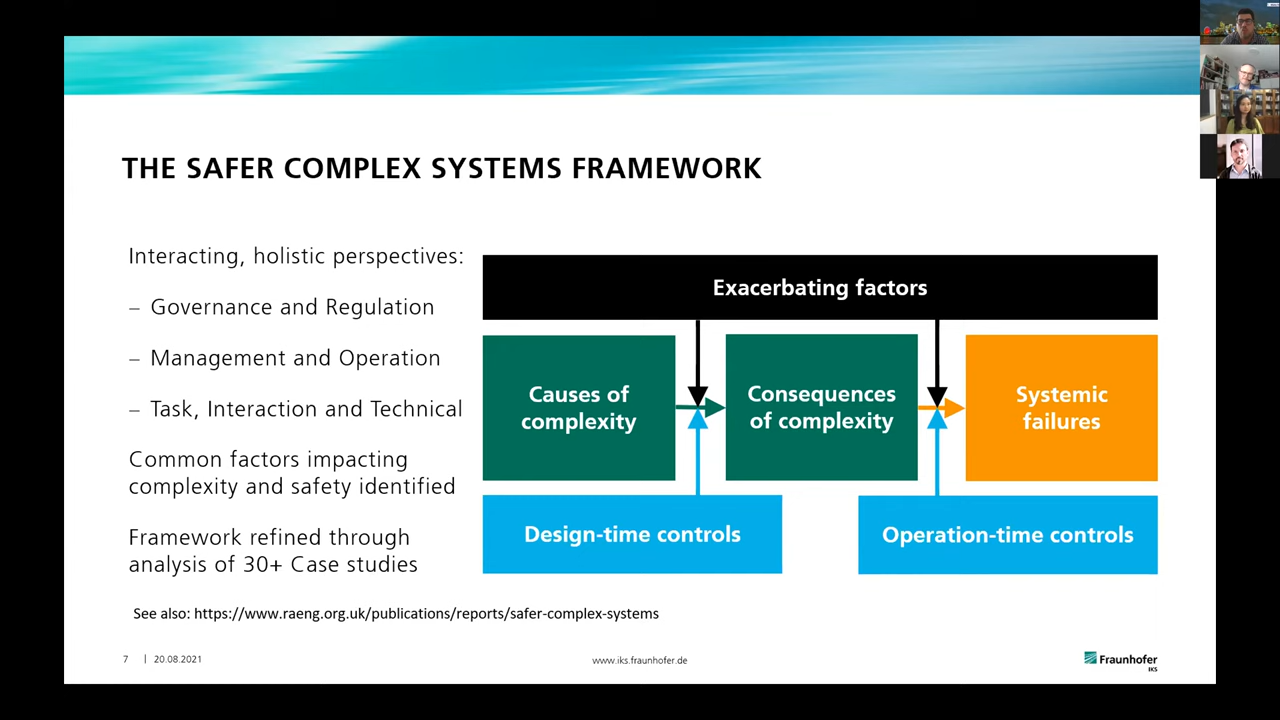 THE SAFER COMPLEX SYSTEMS FRAMEWORK
Interacting, holistic perspectives:
– Governance and Regulation
– Management and Operation
– Task, Interaction and Technical
Common factors impacting
complexity and safety identified
Framework refined through
analysis of 30+ Case studies
Exacerbating factors
Causes of
complexity
Consequences
of complexity
Systemic
failures
Design-time controls
Operation-time controls
See also: https://www.raeng.org.uk/publications/reports/safer-complex-systems
7 | 20.08.2021
www.iks.fraunhofer.de
Fraunhofer
IKS